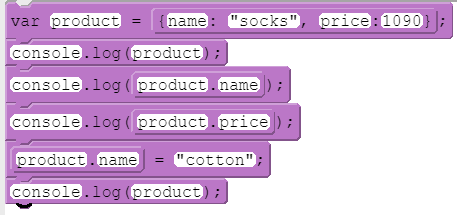 var product = {name: "socks", price:1090};
console.log(product);
console.log(product.name);
console.log(product.price);
product.name = "cotton";
console.log(product);